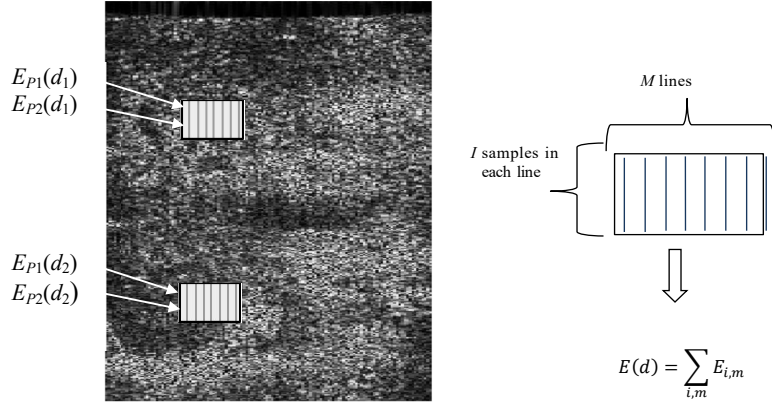 E_{P1}(d_1)
E_{P2}(d_1)
E_{P1}(d_2)
E_{P2}(d_2)
M lines
I samples in
each line
E(d) = \sum_{i,m} E_{i,m}